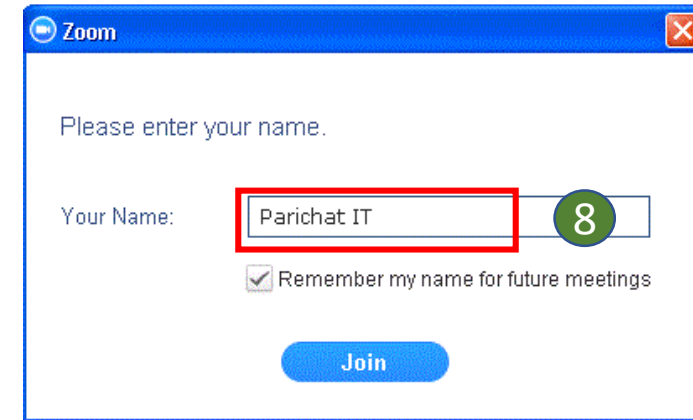 Zoom
Please enter your name.
Your Name: Parichat IT 8
Remember my name for future meetings
Join